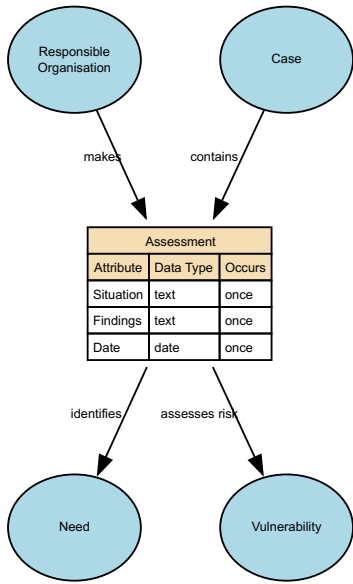 Responsible
Organisation
Case
makes
contains
Assessment
Attribute Data Type Occurs
Situation text once
Findings text once
Date date once
identifies
assesses risk
Need
Vulnerability